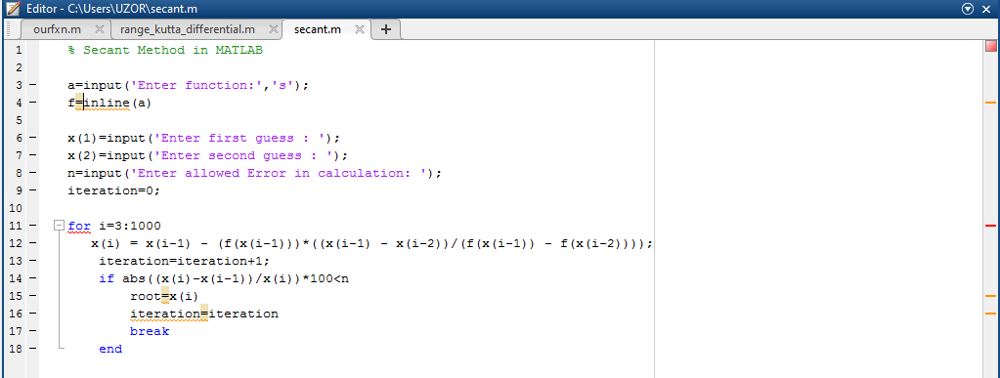 Editor - C:\Users\UZOR\secant.m
ourfxn.m range_kutta_differential.m secant.m
1 % Secant Method in MATLAB
2
3 a=input('Enter function:','s');
4 f=inline(a)
5
6 x(1)=input('Enter first guess : ');
7 x(2)=input('Enter second guess : ');
8 n=input('Enter allowed Error in calculation: ');
9 iteration=0;
10
11 for i=3:1000
12 x(i) = x(i-1) - (f(x(i-1)))*((x(i-1) - x(i-2))/(f(x(i-1)) - f(x(i-2))));
13 iteration=iteration+1;
14 if abs((x(i)-x(i-1))/x(i))*100<n
15 root=x(i)
16 iteration=iteration
17 break
18 end